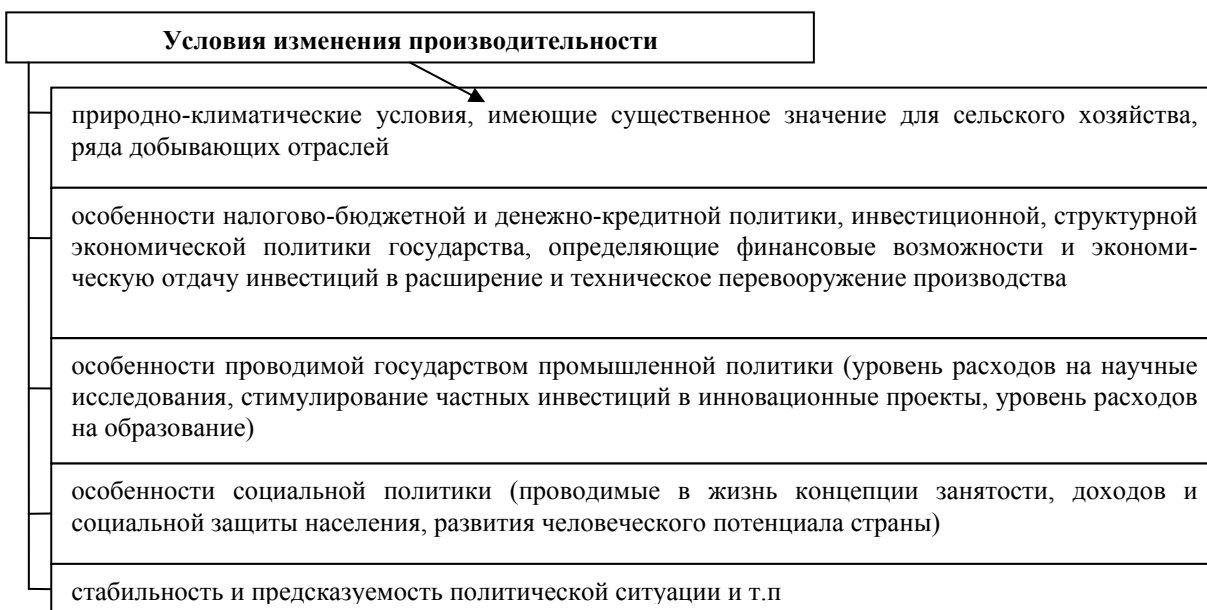 Условия изменения производительности
природно-климатические условия, имеющие существенное значение для сельского хозяйства,
ряда добывающих отраслей
особенности налогово-бюджетной и денежно-кредитной политики, инвестиционной, структурной
экономической политики государства, определяющие финансовые возможности и экономи-
ческую отдачу инвестиций в расширение и техническое перевооружение производства
особенности проводимой государством промышленной политики (уровень расходов на научные
исследования, стимулирование частных инвестиций в инновационные проекты, уровень расходов
на образование)
особенности социальной политики (проводимые в жизнь концепции занятости, доходов и
социальной защиты населения, развития человеческого потенциала страны)
стабильность и предсказуемость политической ситуации и т.п